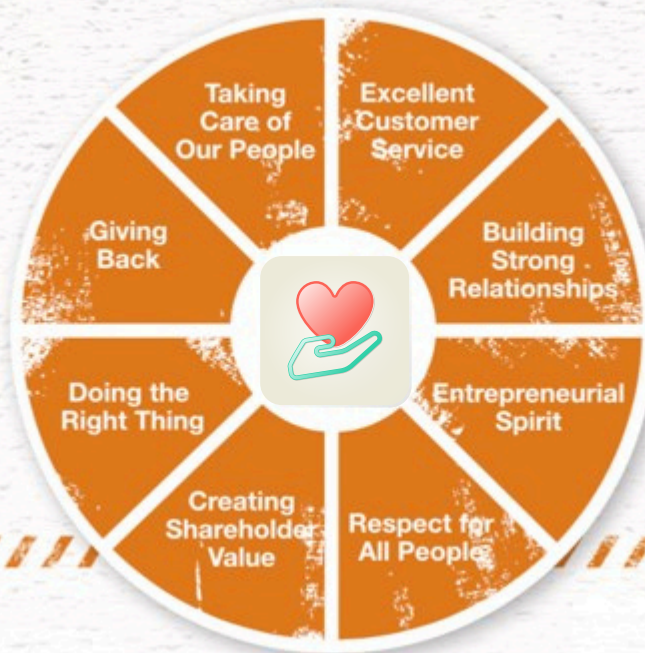 Taking
Care of
Our People
Excellent
Customer
Service
Building
Strong
Relationships
Entrepreneurial
Spirit
Respect for
All People
Creating
Shareholder
Value
Doing the
Right Thing
Giving
Back